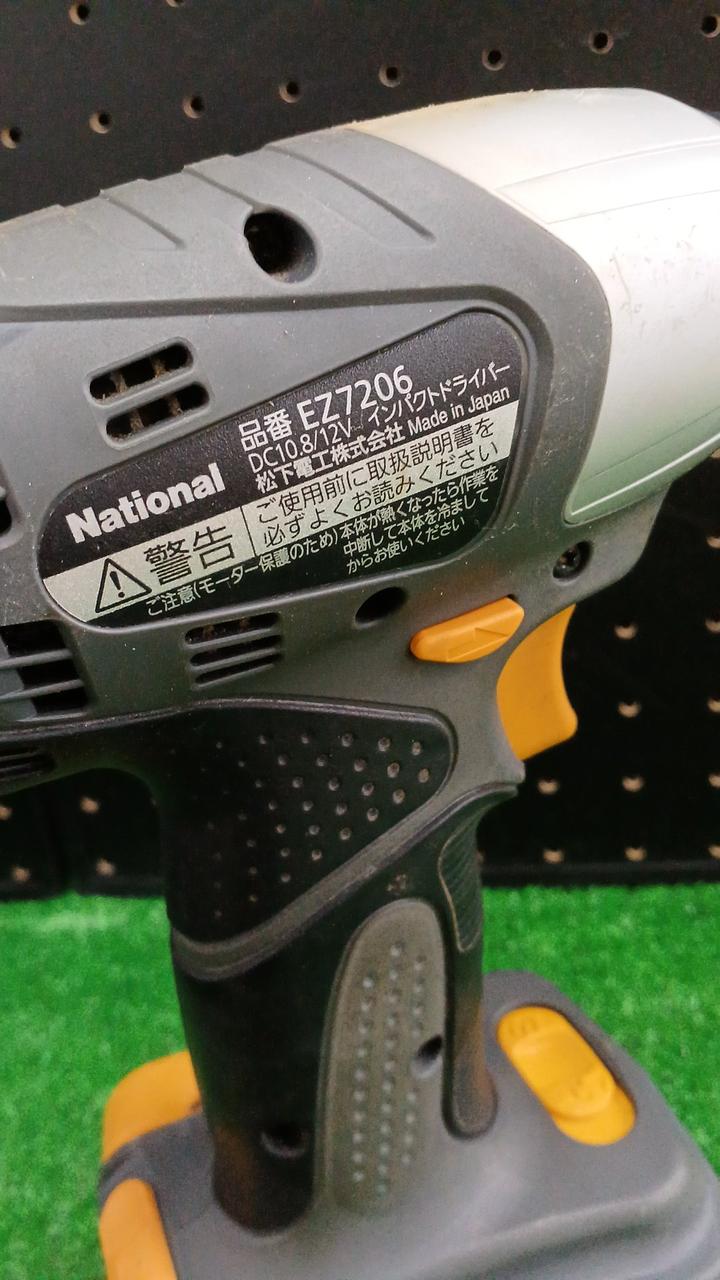 品番 EZ7206
DC10.8/12V インパクトドライバー
松下電工株式会社 Made in Japan
National
警告
ご使用前に取扱説明書を
必ずよくお読みください
ご注意(モーター保護のため)本体が熱くなったら作業を
中断して本体を冷まして
からお使いください